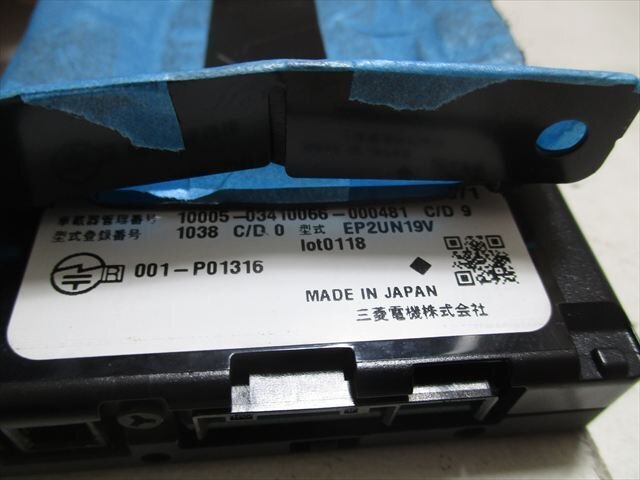 車載器管理番号 10005-03410066-000481 C/D 9
型式登録番号 1038 C/D 0 型式 EP2UN19V
lot0118
R 001-P01316
MADE IN JAPAN
三菱電機株式会社